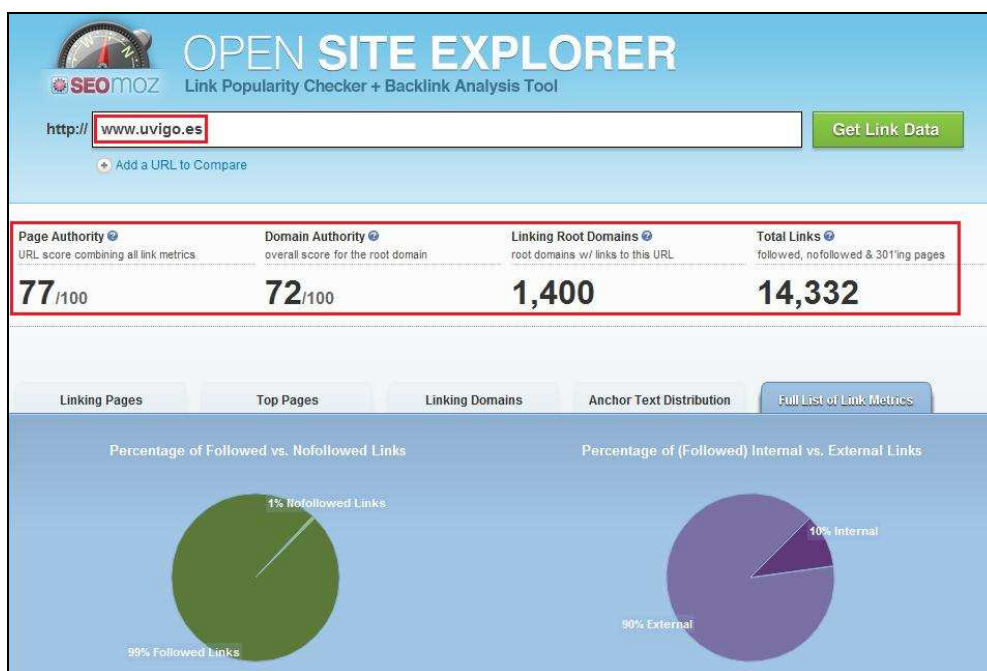 OPEN SITE EXPLORER
SEOmoz
Link Popularity Checker + Backlink Analysis Tool
http:// www.uvigo.es Get Link Data
+ Add a URL to Compare
Page Authority ? Domain Authority ? Linking Root Domains ? Total Links ?
URL score combining all link metrics overall score for the root domain root domains w/ links to this URL followed, nofollowed & 301'ing pages
77/100 72/100 1,400 14,332
Linking Pages Top Pages Linking Domains Anchor Text Distribution Full List of Link Metrics
Percentage of Followed vs. Nofollowed Links Percentage of (Followed) Internal vs. External Links
1% Nofollowed Links
10% Internal
90% External
99% Followed Links